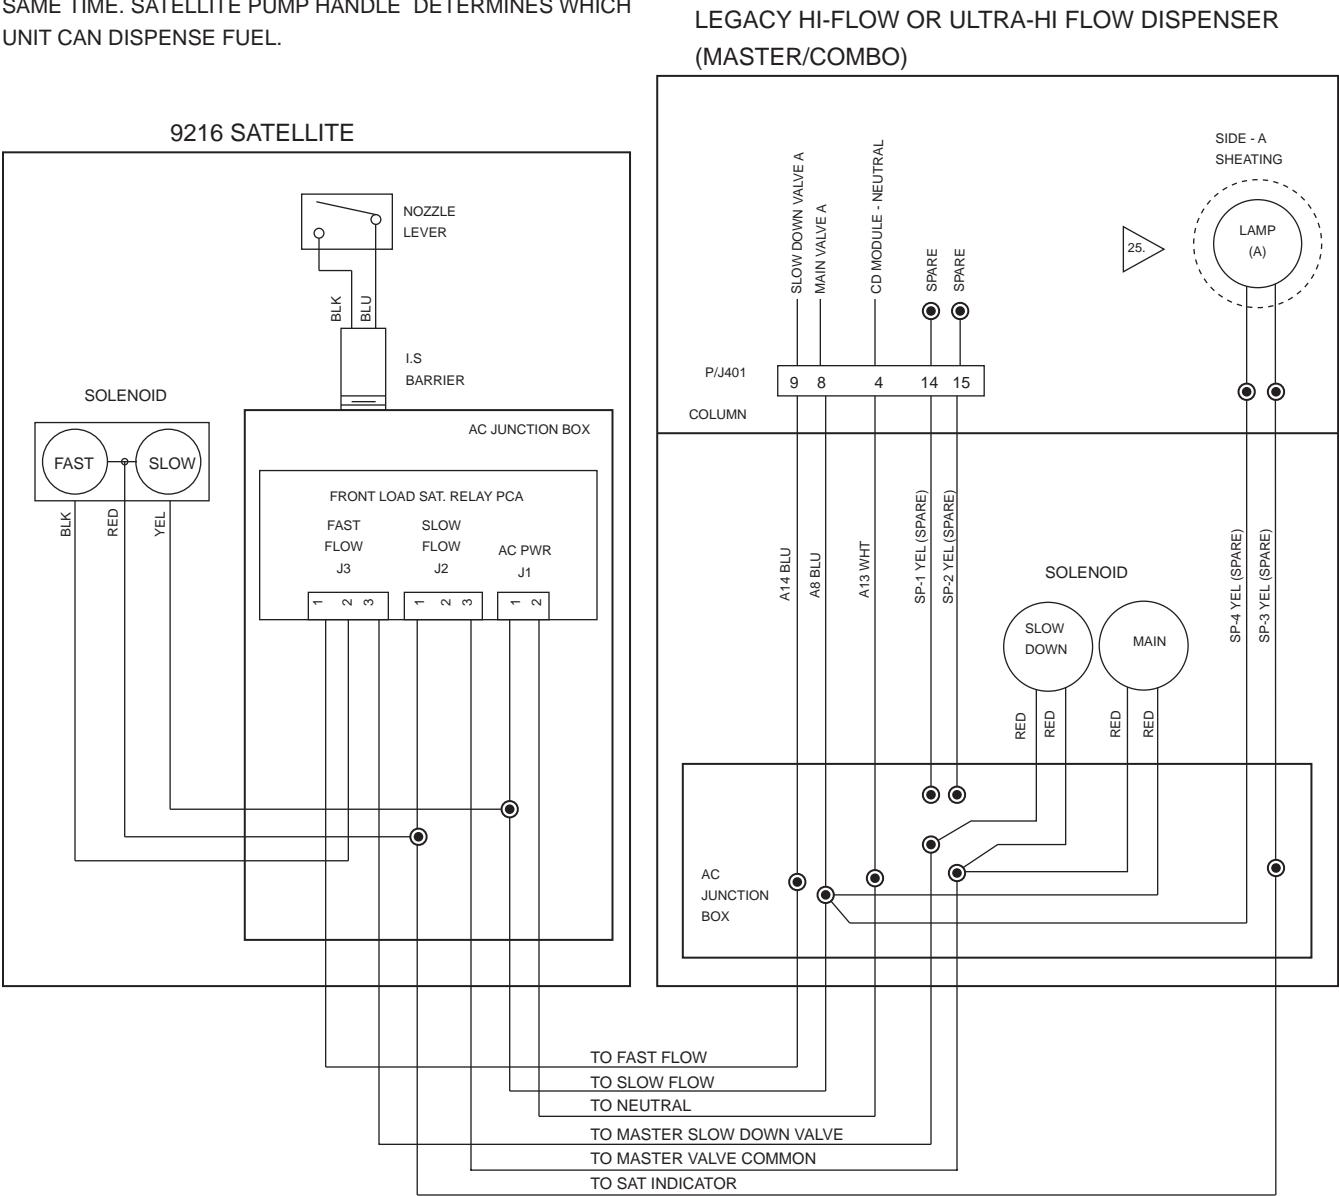 SAME TIME. SATELLITE PUMP HANDLE DETERMINES WHICH
UNIT CAN DISPENSE FUEL.
LEGACY HI-FLOW OR ULTRA-HI FLOW DISPENSER
(MASTER/COMBO)
9216 SATELLITE
NOZZLE
LEVER
BLK
BLU
I.S
BARRIER
SOLENOID
FAST
SLOW
BLK
RED
YEL
AC JUNCTION BOX
FRONT LOAD SAT. RELAY PCA
FAST
FLOW
J3
SLOW
FLOW
J2
AC PWR
J1
1 2 3
1 2 3
1 2
SIDE - A
SHEATING
LAMP
(A)
25.
SLOW DOWN VALVE A
MAIN VALVE A
CD MODULE - NEUTRAL
SPARE
SPARE
P/J401
9 8 4 14 15
COLUMN
A14 BLU
A8 BLU
A13 WHT
SP-1 YEL (SPARE)
SP-2 YEL (SPARE)
SOLENOID
SLOW
DOWN
MAIN
RED
RED
RED
RED
SP-4 YEL (SPARE)
SP-3 YEL (SPARE)
AC
JUNCTION
BOX
TO FAST FLOW
TO SLOW FLOW
TO NEUTRAL
TO MASTER SLOW DOWN VALVE
TO MASTER VALVE COMMON
TO SAT INDICATOR